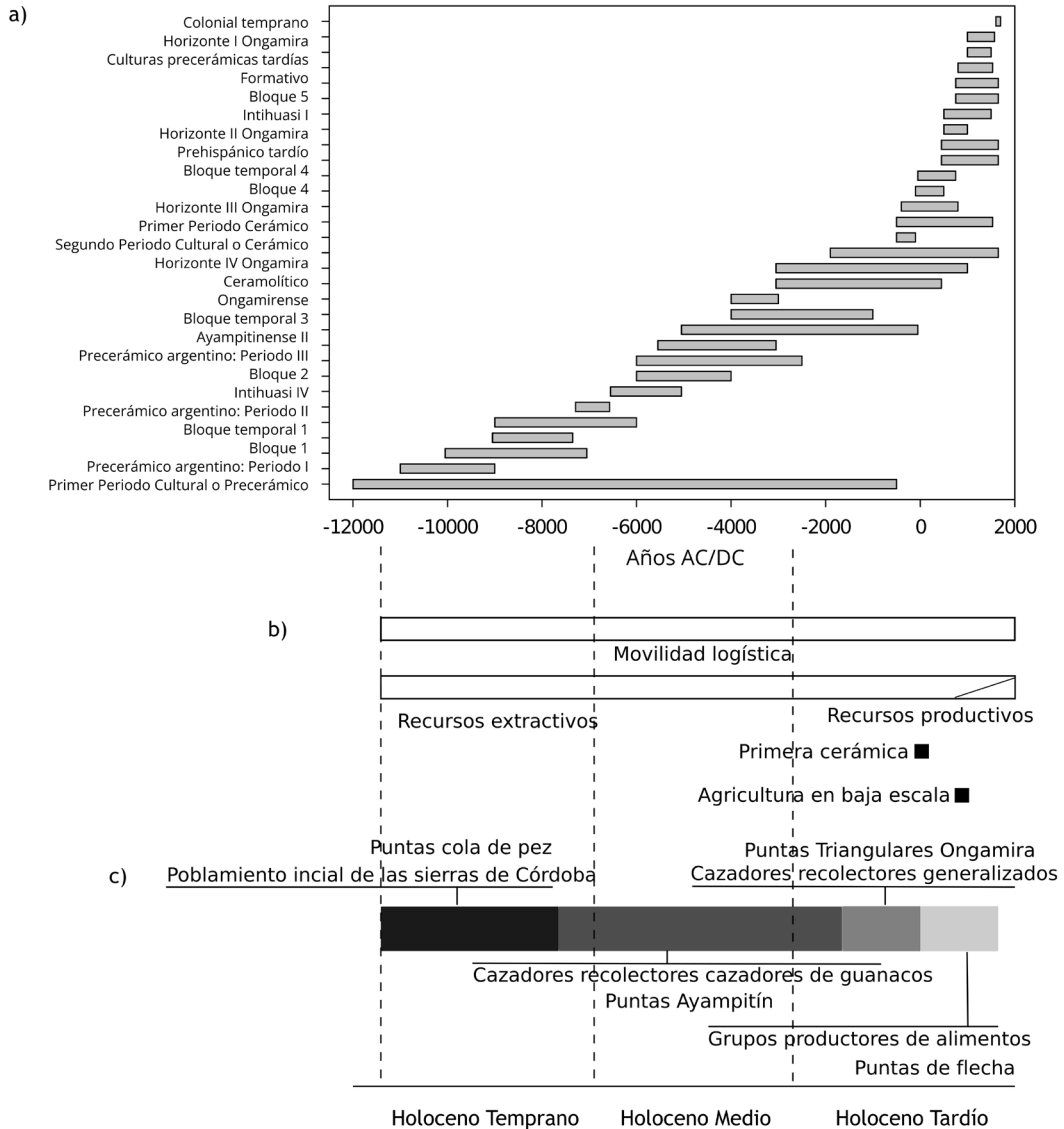 a)
Colonial temprano
Horizonte I Ongamira
Culturas precerámicas tardías
Formativo
Bloque 5
Intihuasi I
Horizonte II Ongamira
Prehispánico tardío
Bloque temporal 4
Bloque 4
Horizonte III Ongamira
Primer Periodo Cerámico
Segundo Periodo Cultural o Cerámico
Horizonte IV Ongamira
Ceramolítico
Ongamirense
Bloque temporal 3
Ayampitinense II
Precerámico argentino: Periodo III
Bloque 2
Intihuasi IV
Precerámico argentino: Periodo II
Bloque temporal 1
Bloque 1
Precerámico argentino: Periodo I
Primer Periodo Cultural o Precerámico
-12000 -10000 -8000 -6000 -4000 -2000 0 2000
Años AC/DC
b)
Movilidad logística
Recursos extractivos
Recursos productivos
Primera cerámica
Agricultura en baja escala
c)
Puntas cola de pez
Poblamiento incial de las sierras de Córdoba
Puntas Triangulares Ongamira
Cazadores recolectores generalizados
Cazadores recolectores cazadores de guanacos
Puntas Ayampitín
Grupos productores de alimentos
Puntas de flecha
Holoceno Temprano Holoceno Medio Holoceno Tardío